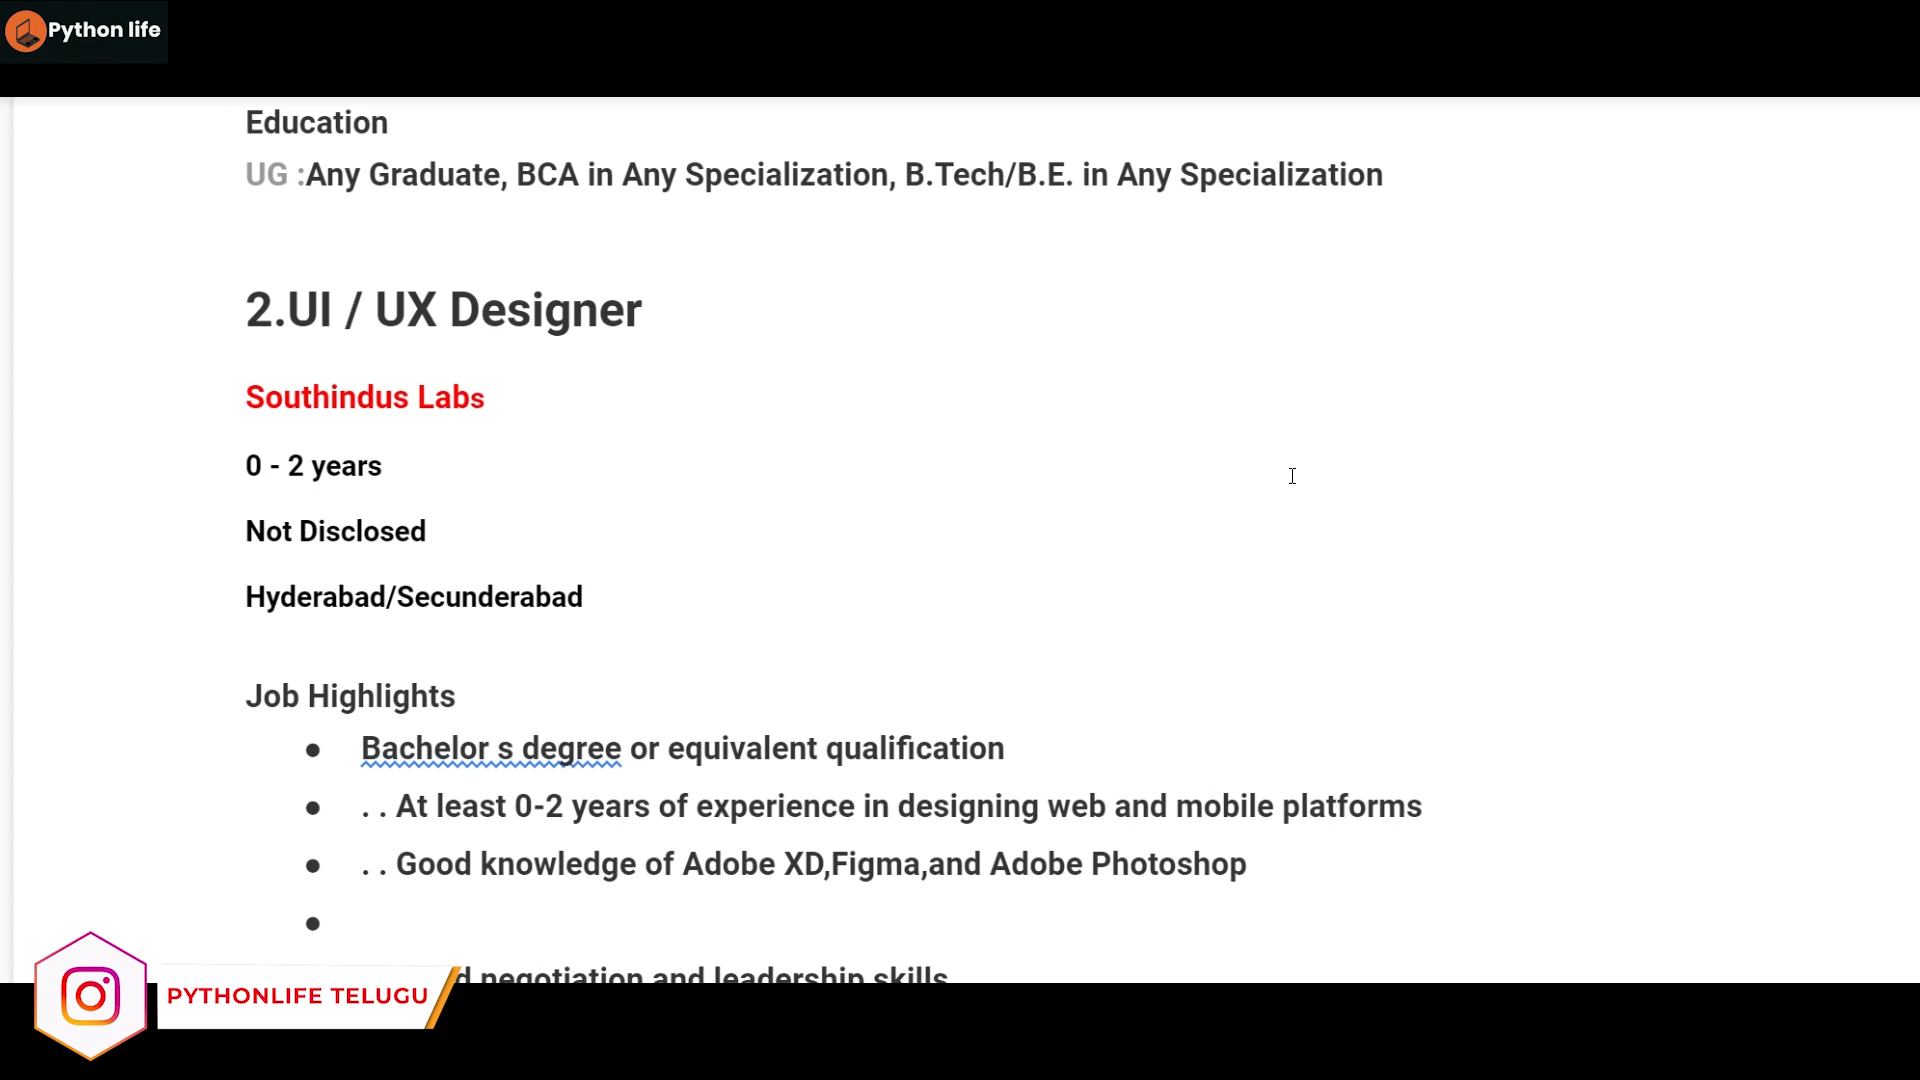 Python life
Education
UG :Any Graduate, BCA in Any Specialization, B.Tech/B.E. in Any Specialization
2.UI / UX Designer
Southindus Labs
0 - 2 years
Not Disclosed
Hyderabad/Secunderabad
Job Highlights
● Bachelor s degree or equivalent qualification
● . . At least 0-2 years of experience in designing web and mobile platforms
● . . Good knowledge of Adobe XD,Figma,and Adobe Photoshop
●
negotiation and leadership skills
PYTHONLIFE TELUGU